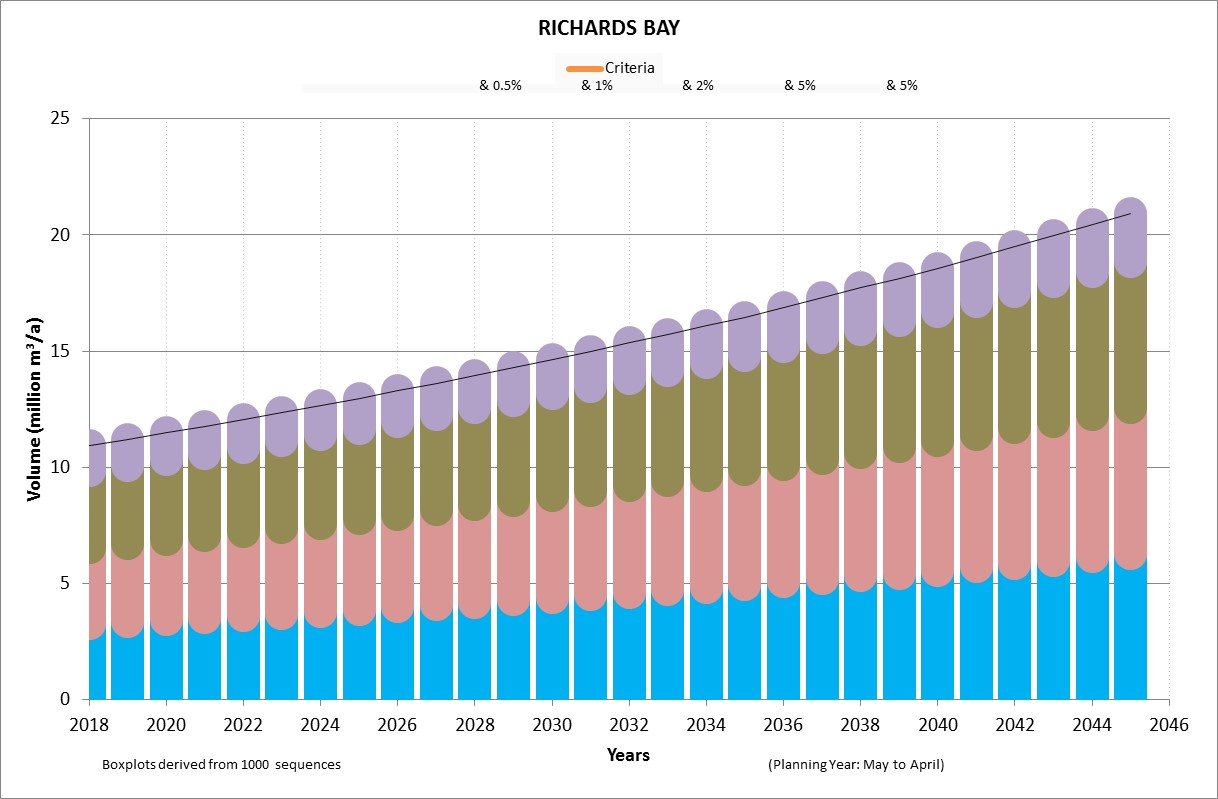 RICHARDS BAY
Criteria
& 0.5% & 1% & 2% & 5% & 5%
25
20
15
10
5
0
Volume (million m³/a)
2018 2020 2022 2024 2026 2028 2030 2032 2034 2036 2038 2040 2042 2044 2046
Years
Boxplots derived from 1000 sequences (Planning Year: May to April)